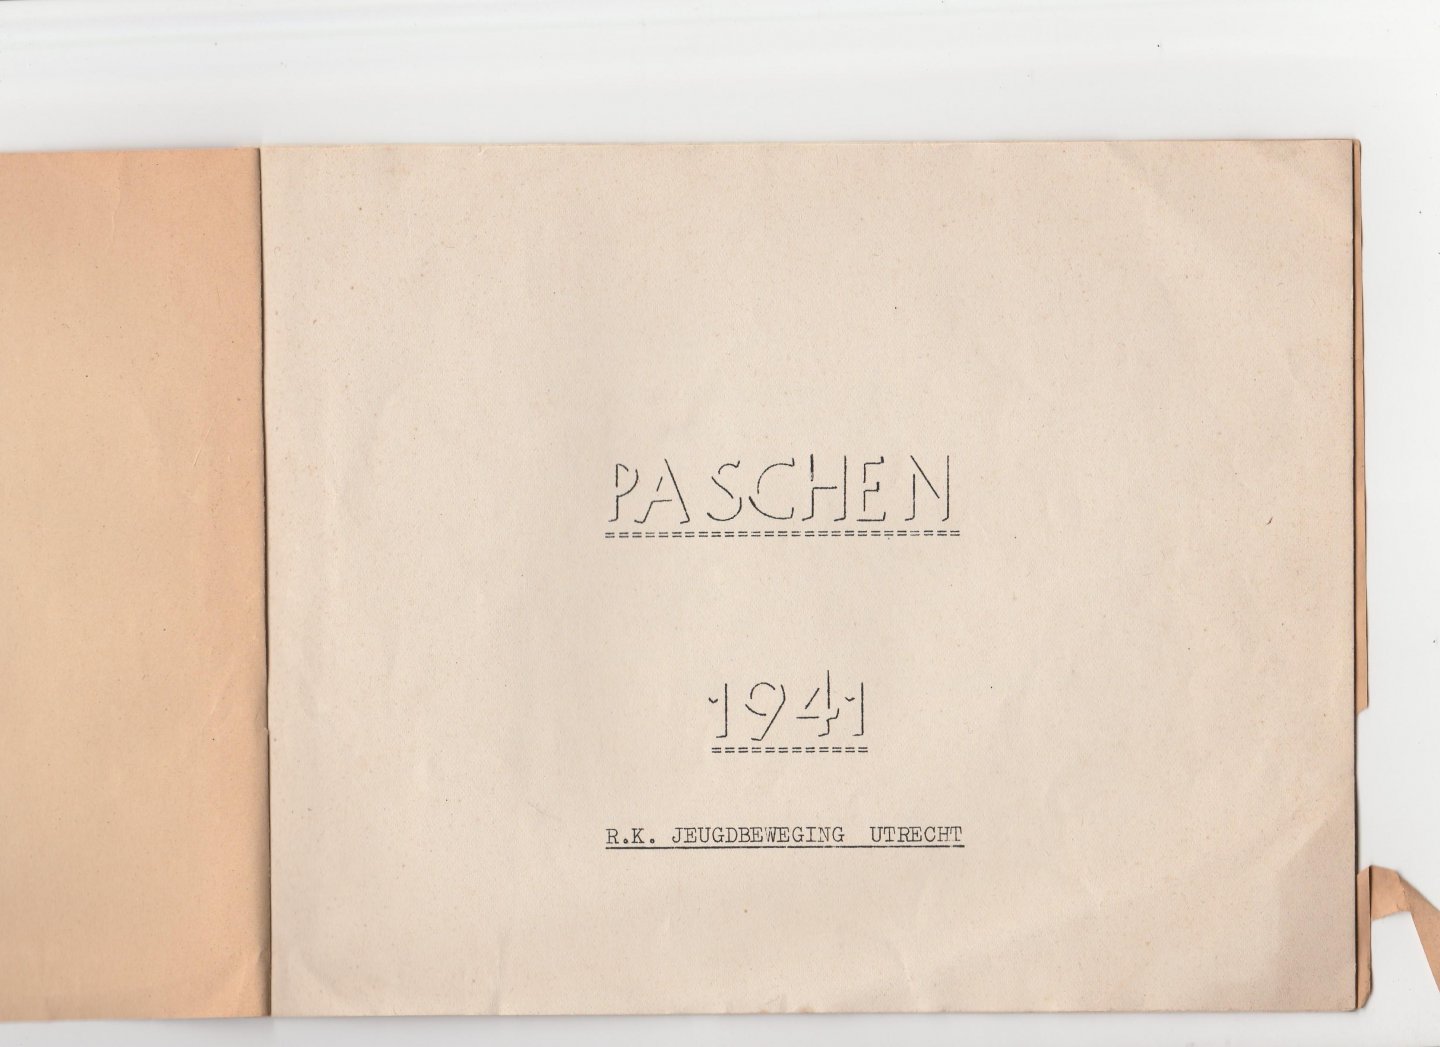 PASCHEN
1941
R.K. JEUGDBEWEGING UTRECHT